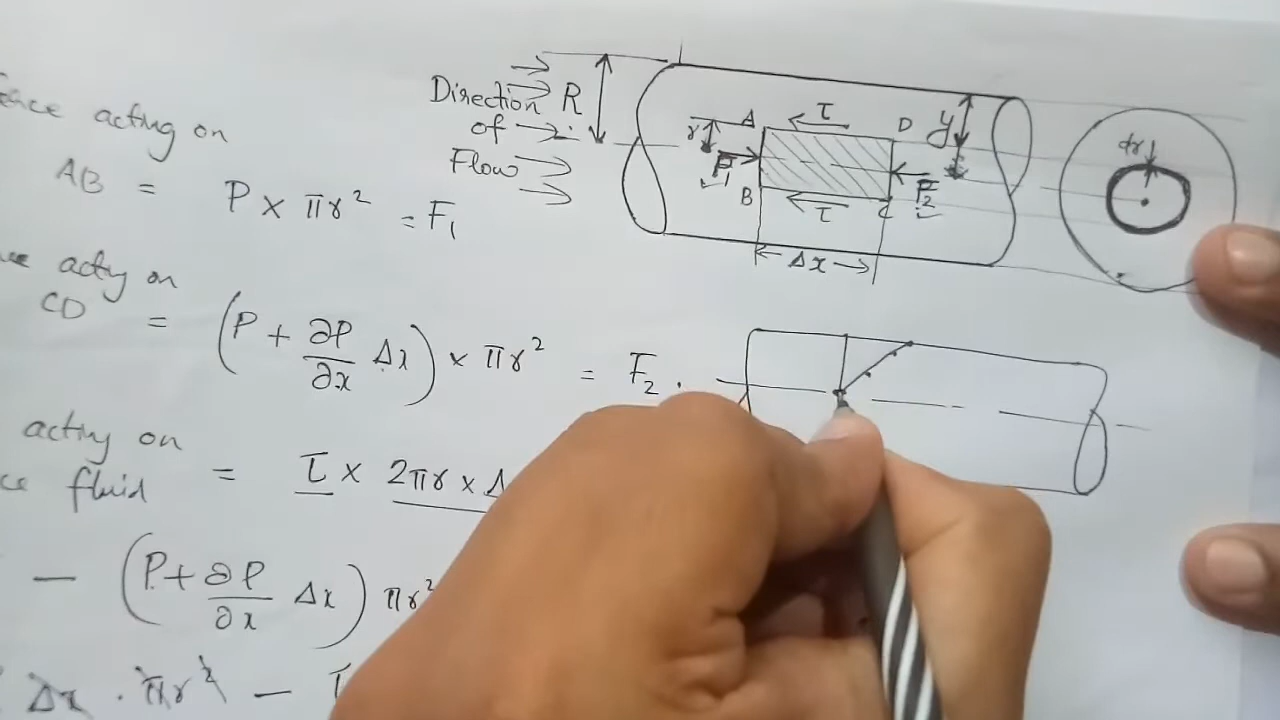 acting on
AB = P × πr² = F₁
acting on
CD = (P + ∂P/∂x Δx) × πr² = F₂.
acting on
fluid = τ × 2πr × Δ
— (P + ∂P/∂x Δx) πr²
Δx · πr² — τ
Direction
of
Flow
R
r
A
τ
D
y
P₁
P₂
B
τ
C
Δx
dr